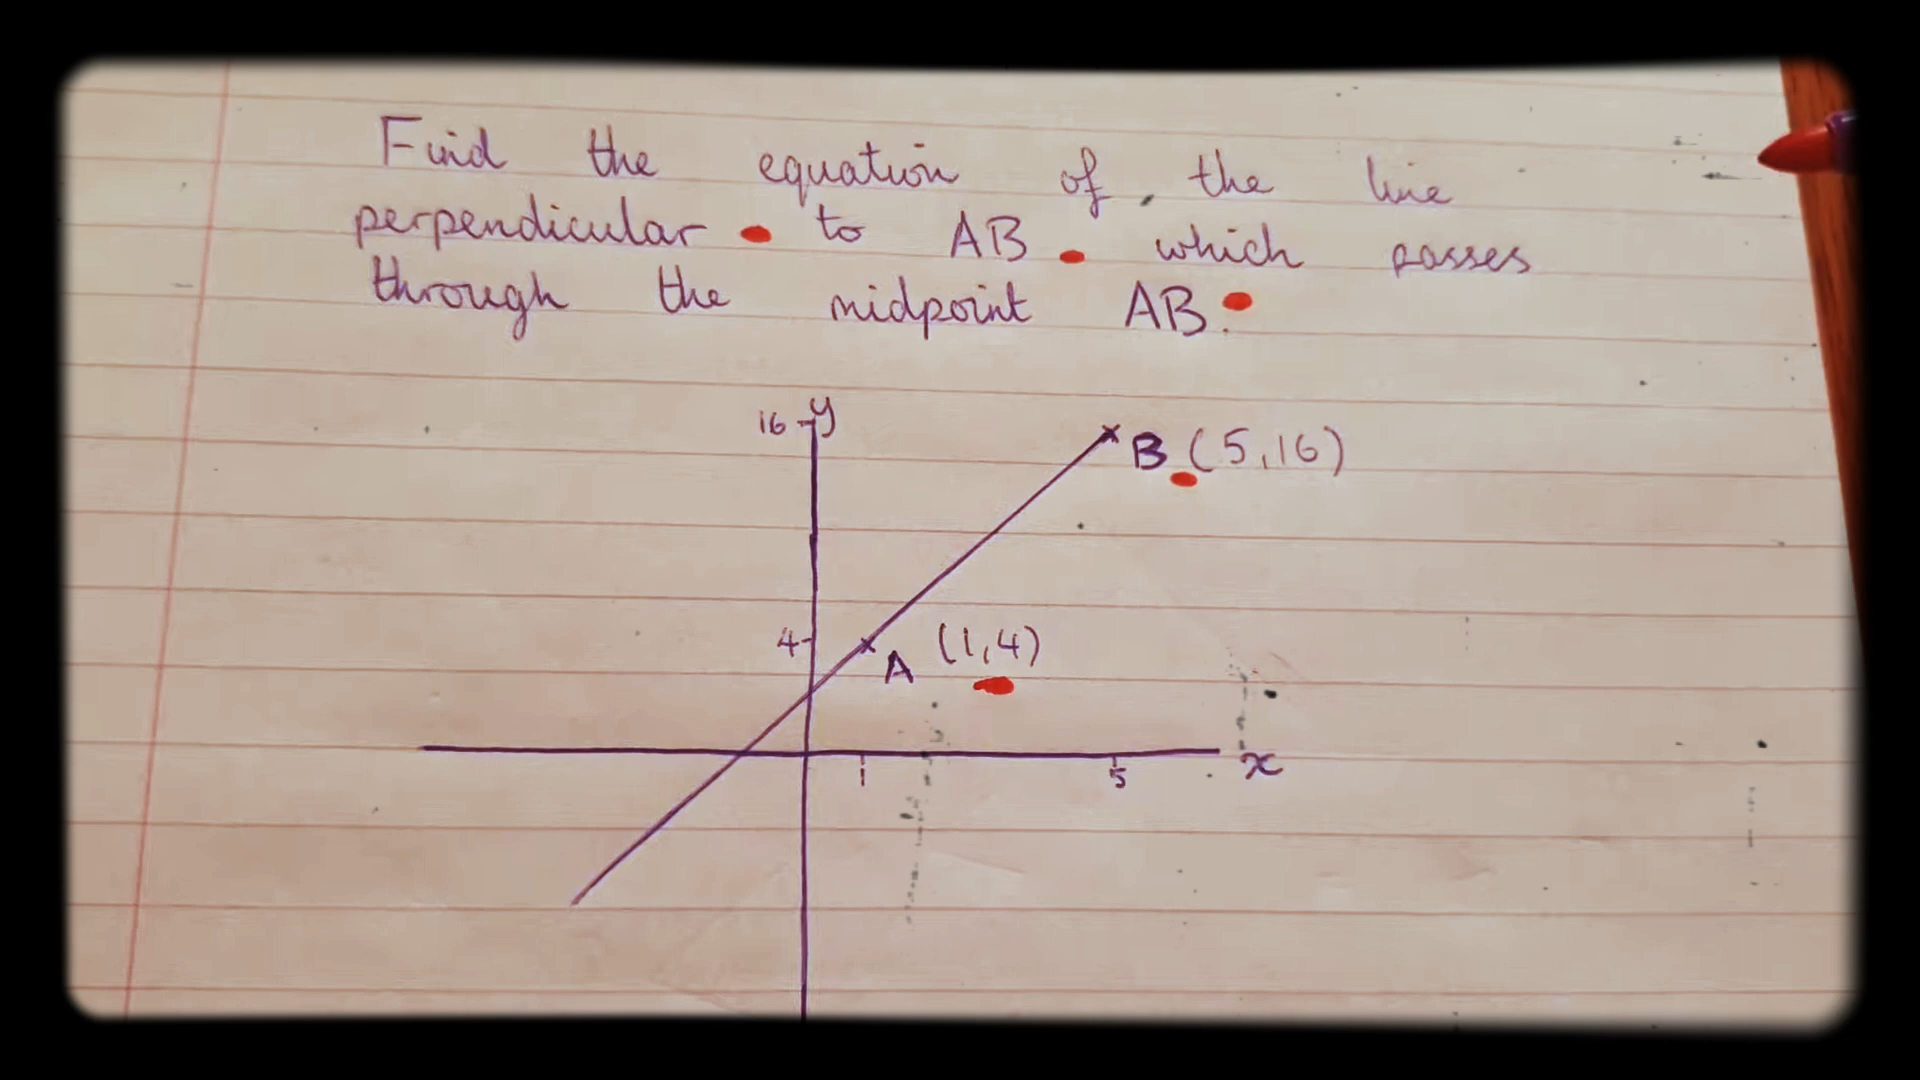 Find the equation of the line
perpendicular to AB which passes
through the midpoint AB.
16 y
B (5,16)
4 (1,4)
A
1 5 x